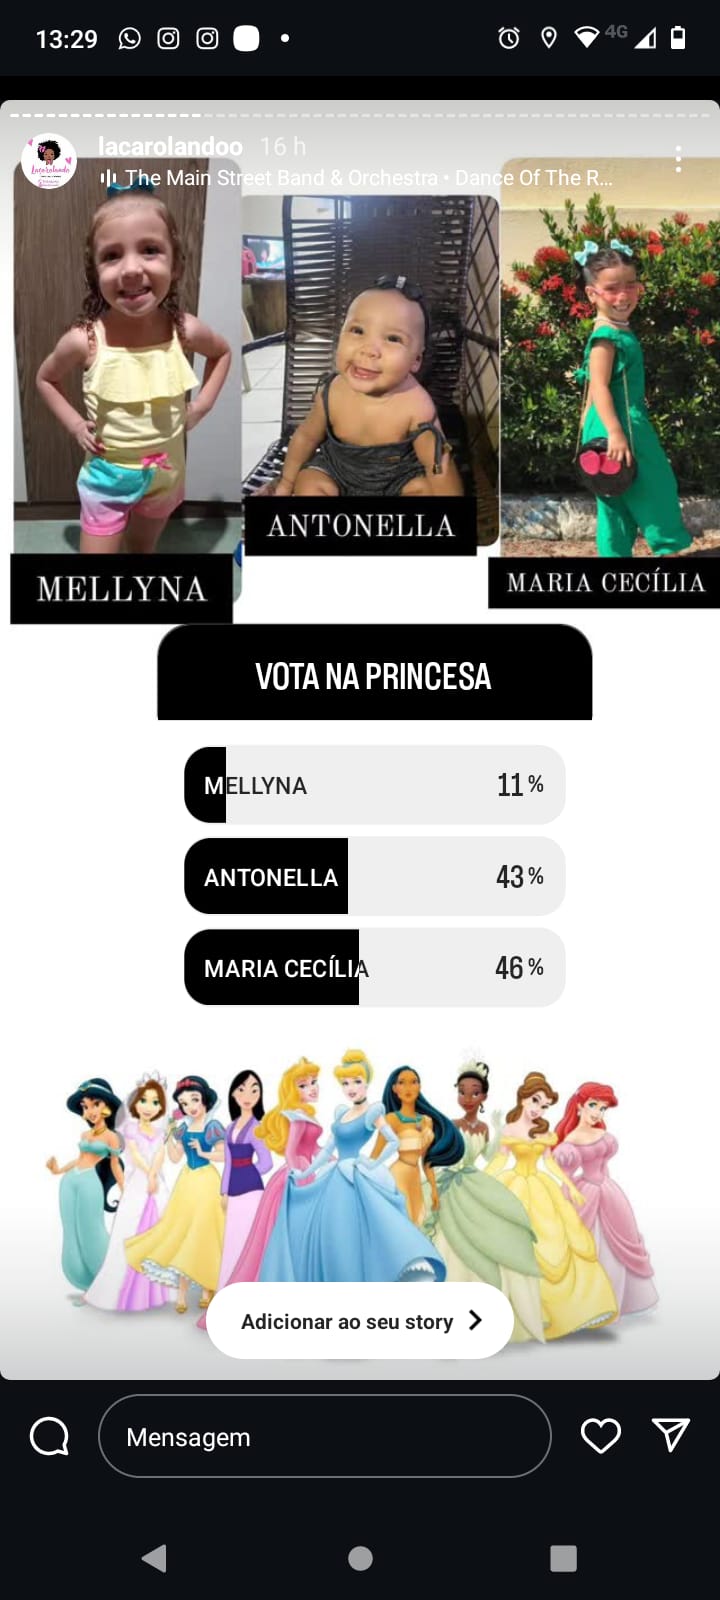 13:29
4G
lacarolandoo 16 h
The Main Street Band & Orchestra • Dance Of The R...
MELLYNA
ANTONELLA
MARIA CECÍLIA
VOTA NA PRINCESA
MELLYNA 11%
ANTONELLA 43%
MARIA CECÍLIA 46%
Adicionar ao seu story
Mensagem